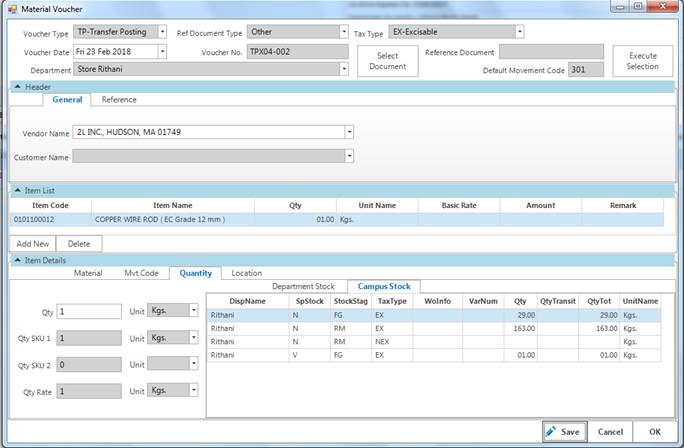 Material Voucher
Voucher Type TP-Transfer Posting Ref Document Type Other Tax Type EX-Excisable
Voucher Date Fri 23 Feb 2018 Voucher No. TPX04-002 Select Document Reference Document Execute Selection
Department Store Rithani Default Movement Code 301
Header
General Reference
Vendor Name 2L INC., HUDSON, MA 01749
Customer Name
Item List
Item Code Item Name Qty Unit Name Basic Rate Amount Remark
0101100012 COPPER WIRE ROD ( EC Grade 12 mm ) 01.00 Kgs.
Add New Delete
Item Details
Material Mvt Code Quantity Location
Department Stock Campus Stock
DispName SpStock StockStag TaxType WoInfo VarNum Qty QtyTransit QtyTot UnitName
Qty 1 Unit Kgs. Rithani N FG EX 29.00 29.00 Kgs.
Rithani N RM EX 163.00 163.00 Kgs.
Qty SKU 1 1 Unit Kgs. Rithani N RM NEX Kgs.
Rithani V FG EX 01.00 01.00 Kgs.
Qty SKU 2 0 Unit
Qty Rate 1 Unit Kgs.
Save Cancel OK